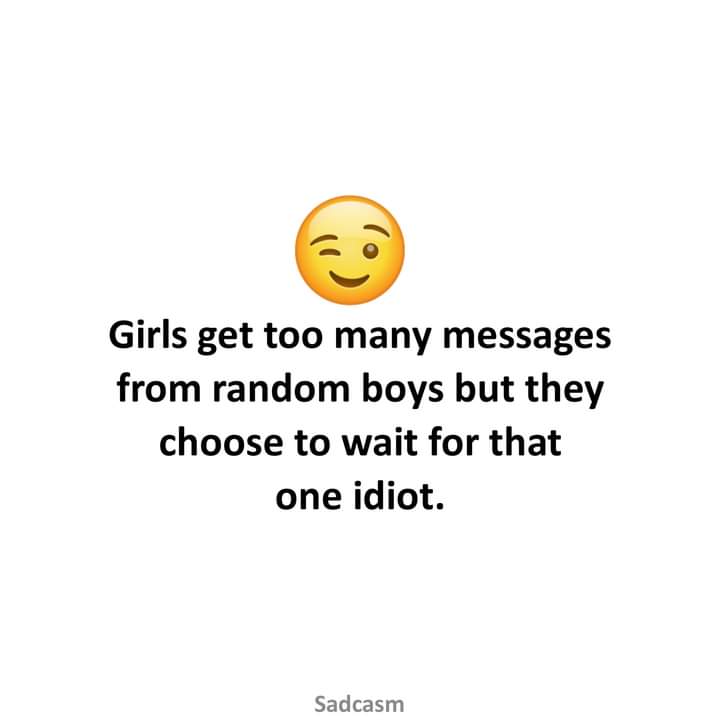 Girls get too many messages
from random boys but they
choose to wait for that
one idiot.
Sadcasm